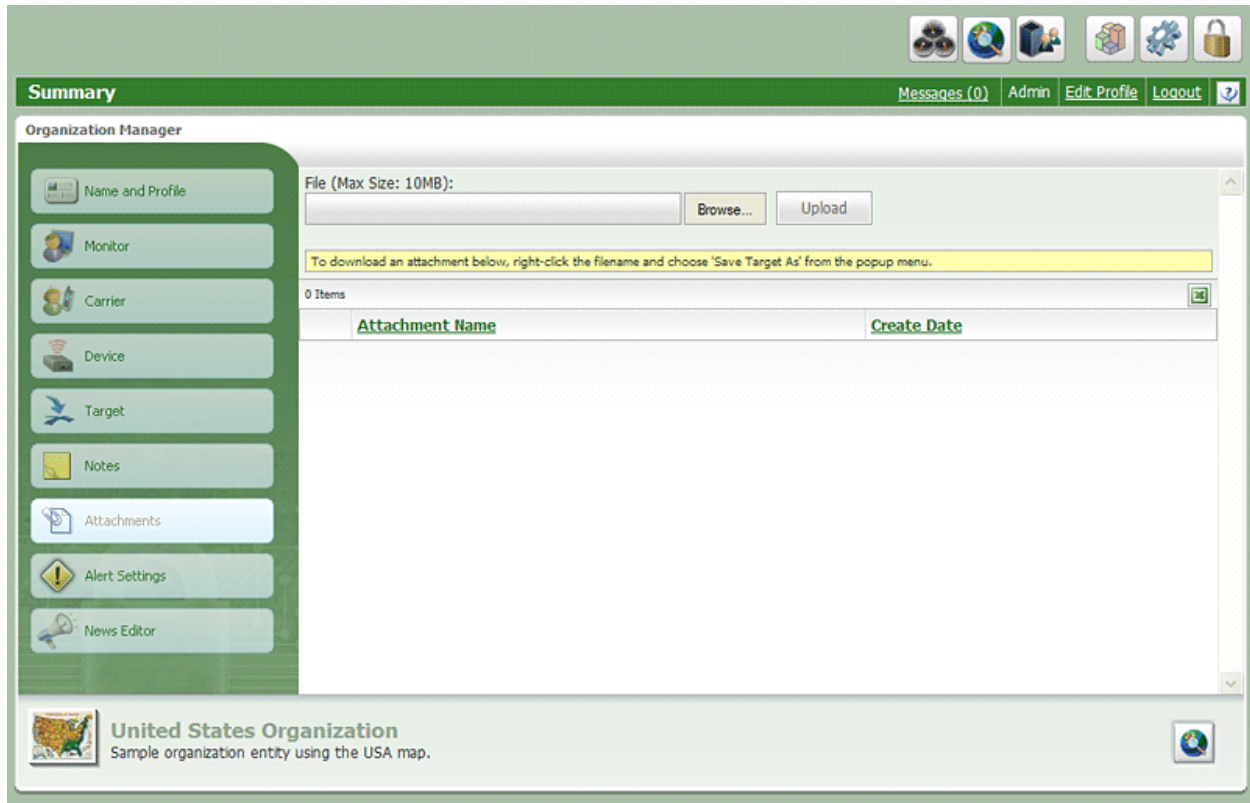 Summary
Messages (0) Admin Edit Profile Logout
Organization Manager
Name and Profile
Monitor
Carrier
Device
Target
Notes
Attachments
Alert Settings
News Editor
File (Max Size: 10MB):
Browse... Upload
To download an attachment below, right-click the filename and choose 'Save Target As' from the popup menu.
0 Items
Attachment Name Create Date
United States Organization
Sample organization entity using the USA map.